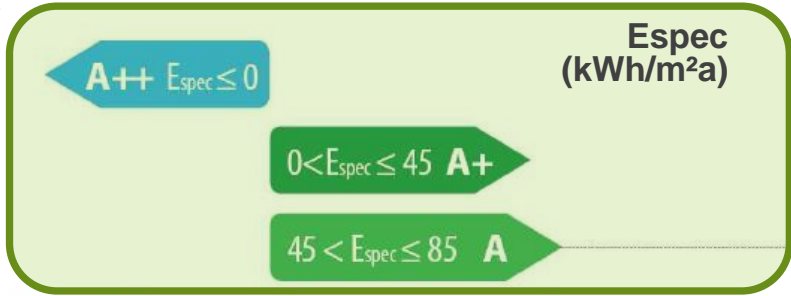 Espec
(kWh/m²a)
A++ Espec ≤ 0
0<Espec ≤ 45 A+
45 < Espec ≤ 85 A